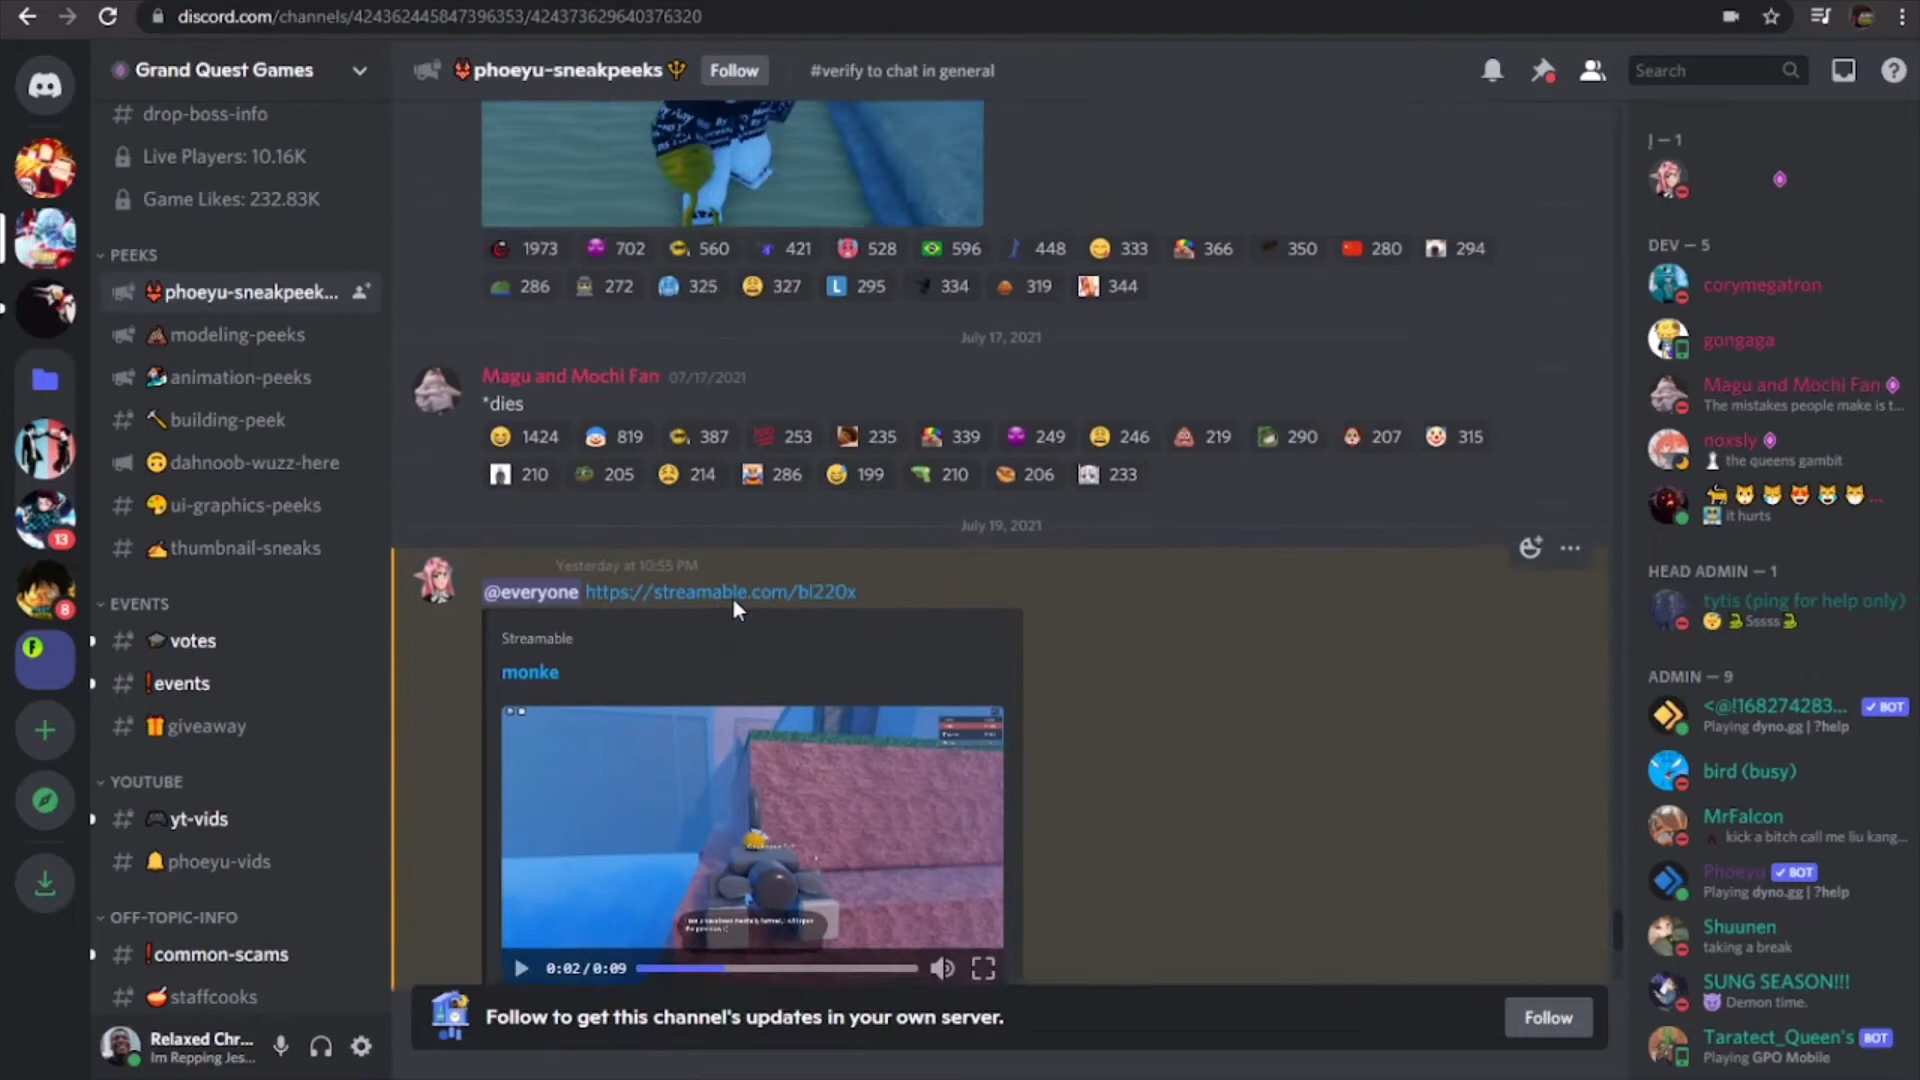 discord.com/channels/424362445847396353/424373629640376320
Grand Quest Games
phoeyu-sneakpeeks
Follow
#verify to chat in general
Search
drop-boss-info
Live Players: 10.16K
Game Likes: 232.83K
PEEKS
phoeyu-sneakpeek...
modeling-peeks
animation-peeks
building-peek
dahnoob-wuzz-here
ui-graphics-peeks
thumbnail-sneaks
EVENTS
votes
events
giveaway
YOUTUBE
yt-vids
phoeyu-vids
OFF-TOPIC-INFO
common-scams
staffcooks
13
8
F
Relaxed Chr...
Im Repping Jes...
1973 702 560 421 528 596 448 333 366 350 280 294
286 272 325 327 L 295 334 319 344
July 17, 2021
Magu and Mochi Fan 07/17/2021
*dies
1424 819 387 253 235 339 249 246 219 290 207 315
210 205 214 286 199 210 206 233
July 19, 2021
Yesterday at 10:55 PM
@everyone https://streamable.com/bl220x
Streamable
monke
0:02/0:09
Follow to get this channel's updates in your own server.
Follow
DEV — 5
corymegatron
gongaga
Magu and Mochi Fan
The mistakes people make is t...
noxsly
the queens gambit
it hurts
HEAD ADMIN — 1
tytis (ping for help only)
Sssss
ADMIN — 9
<@!168274283... BOT
Playing dyno.gg | ?help
bird (busy)
MrFalcon
kick a bitch call me liu kang...
Phoeyu BOT
Playing dyno.gg | ?help
Shuunen
taking a break
SUNG SEASON!!!
Demon time.
Taratect_Queen's BOT
Playing GPO Mobile